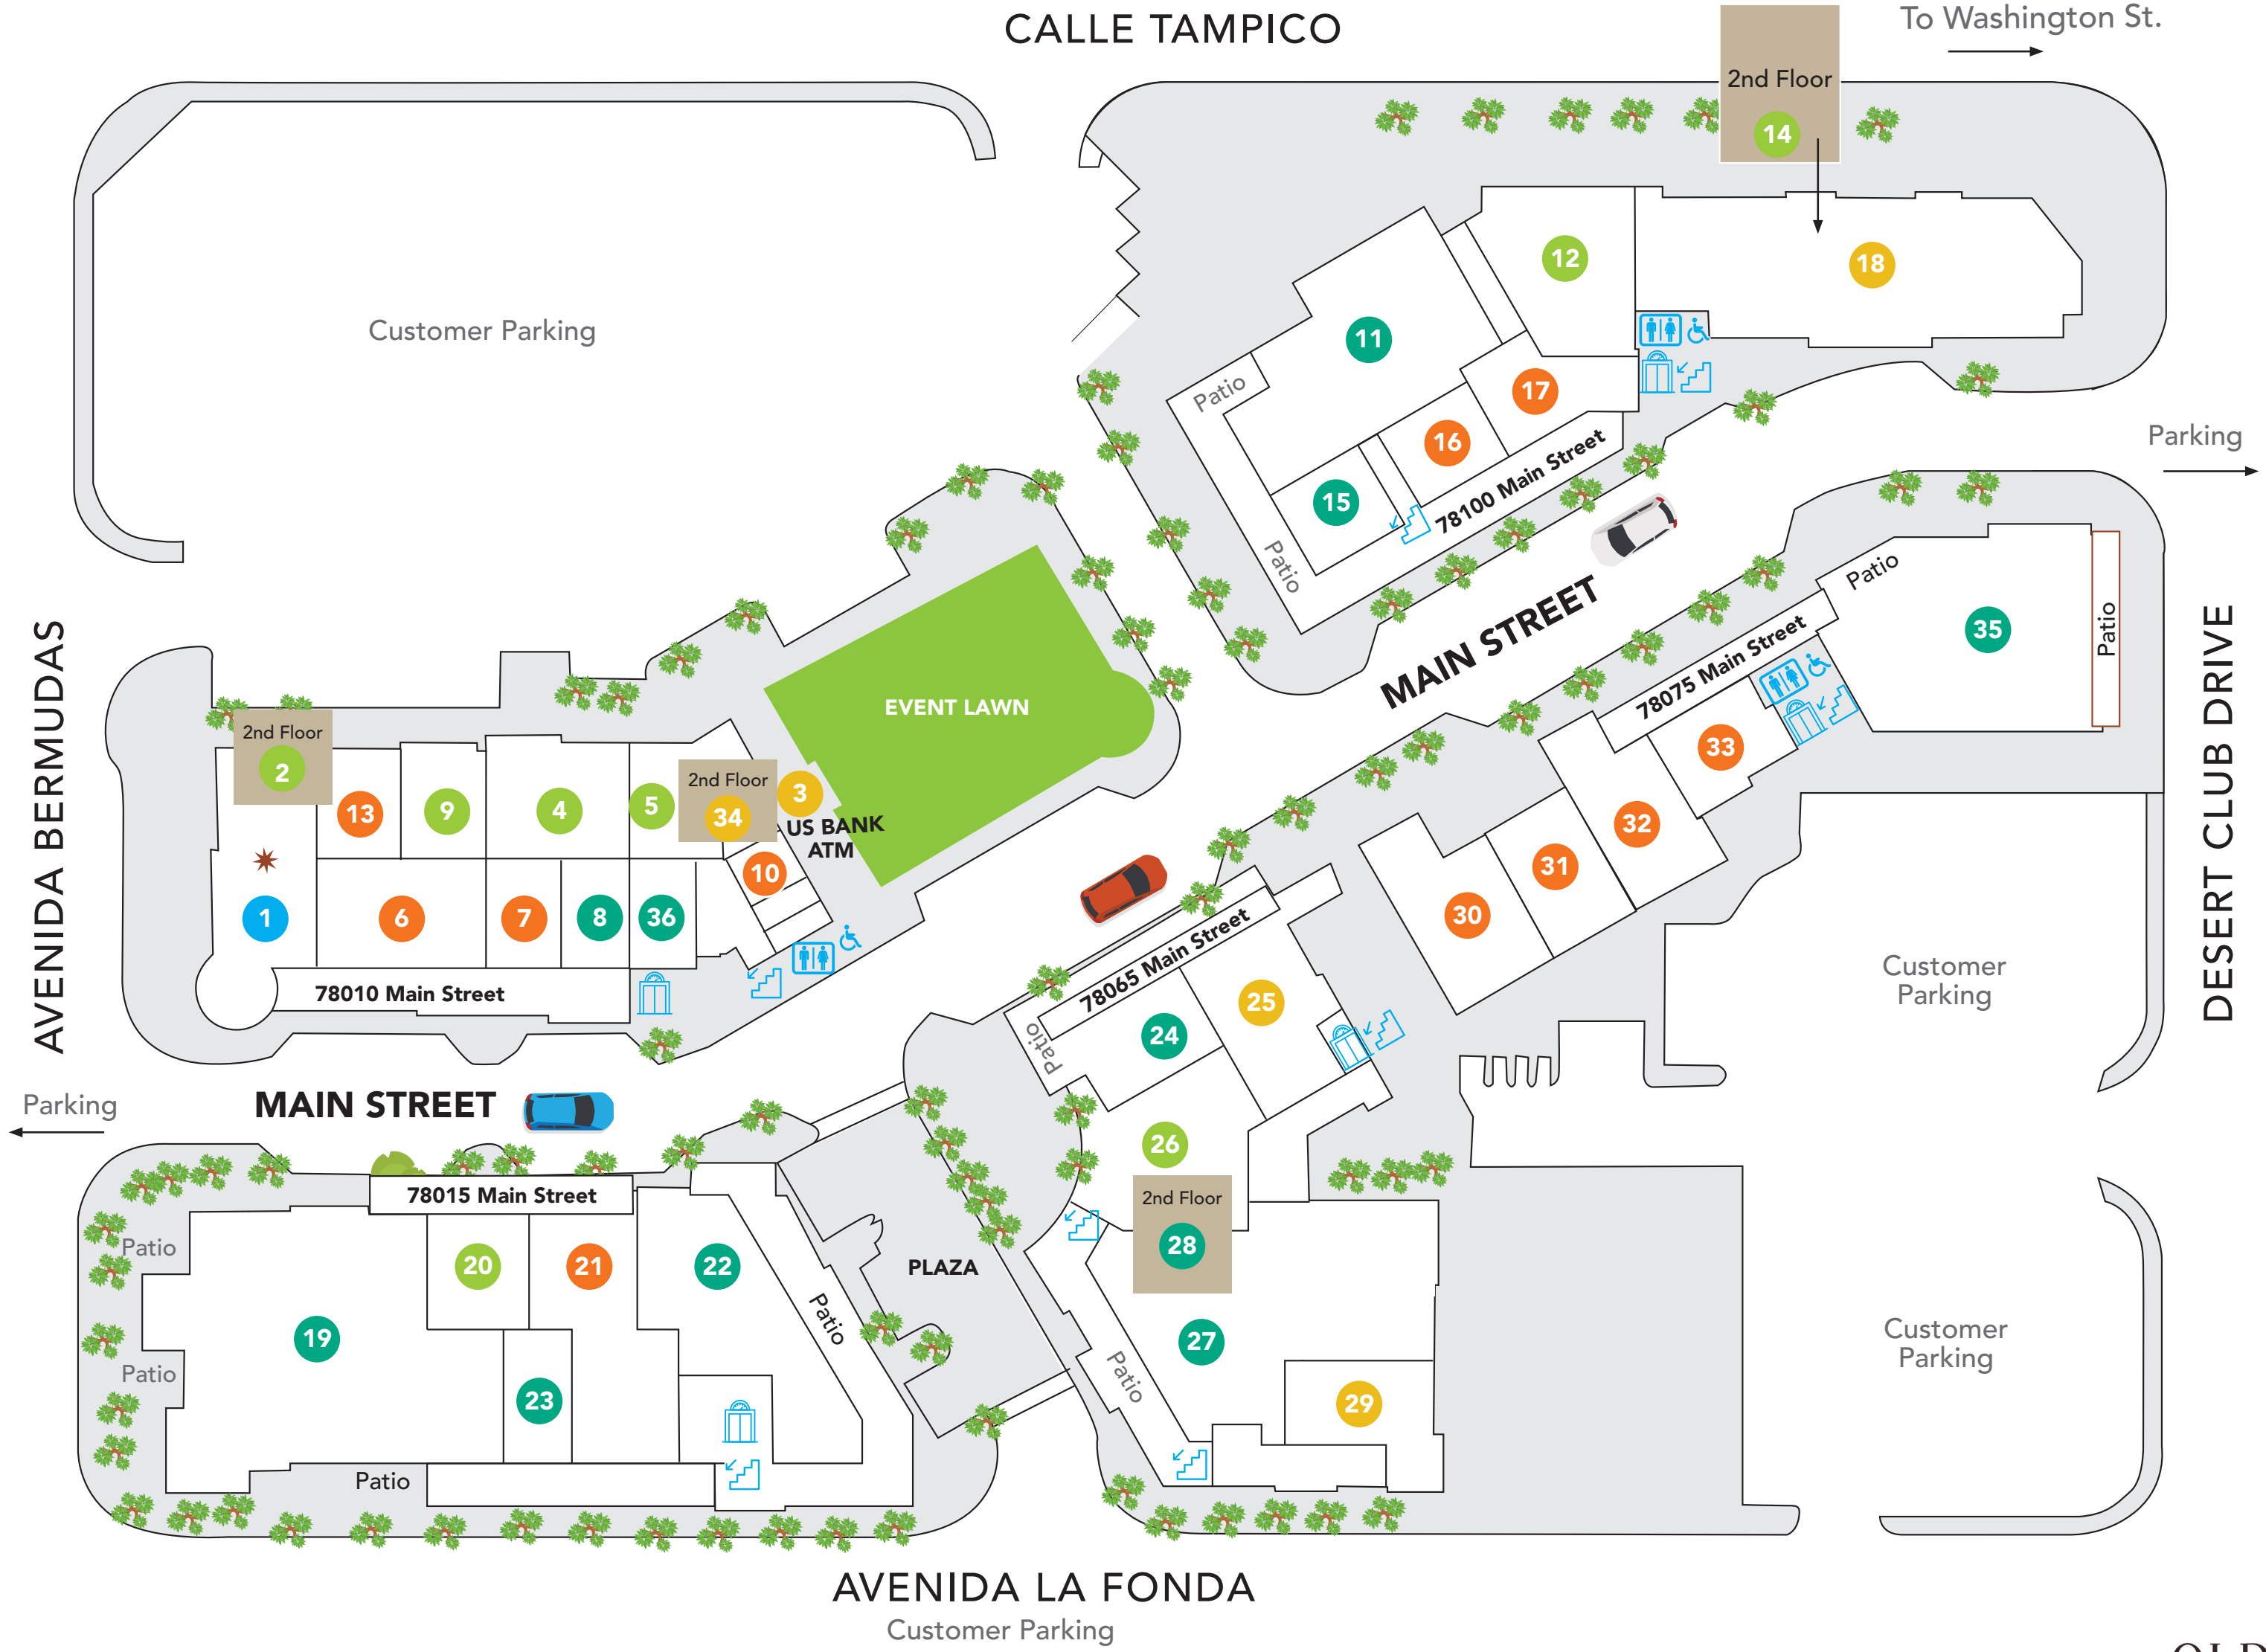 CALLE TAMPICO
To Washington St.
2nd Floor
14
Customer Parking
12
18
11
Patio
17
16
15
78100 Main Street
Patio
Parking
MAIN STREET
Patio
35
Patio
78075 Main Street
33
32
31
30
DESERT CLUB DRIVE
AVENIDA BERMUDAS
EVENT LAWN
2nd Floor
2
13
9
4
5
2nd Floor
34
3
US BANK
ATM
10
1
6
7
8
36
78010 Main Street
78065 Main Street
Patio
24
25
Customer
Parking
Parking
MAIN STREET
26
2nd Floor
28
78015 Main Street
Patio
20
21
22
PLAZA
Patio
19
Patio
23
27
Patio
29
Customer
Parking
Patio
AVENIDA LA FONDA
Customer Parking